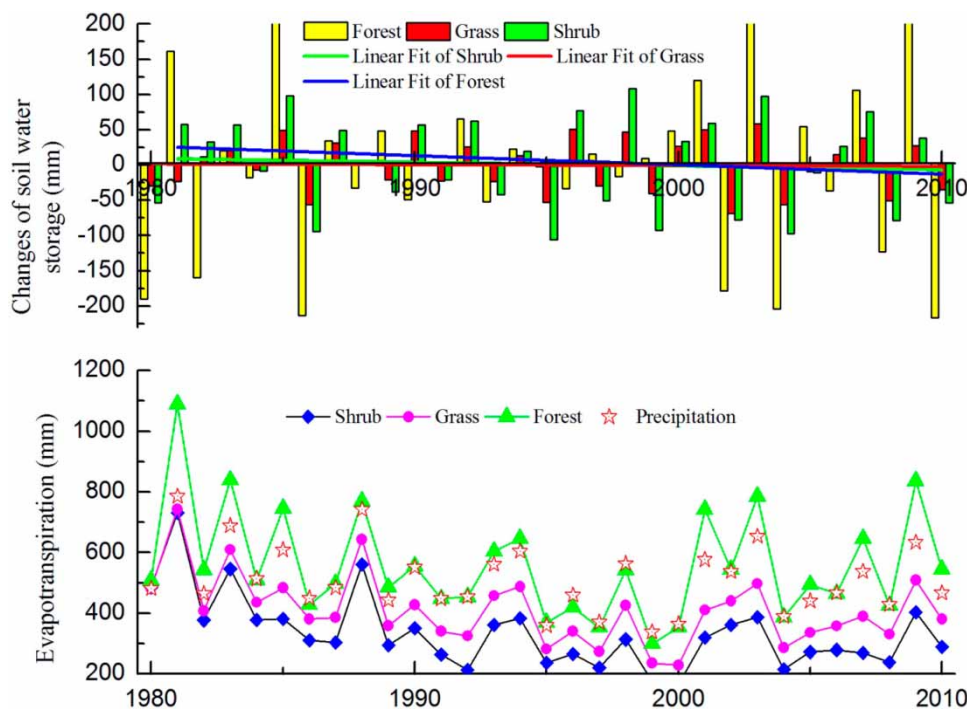 Forest Grass Shrub
Linear Fit of Shrub Linear Fit of Grass
Linear Fit of Forest
Changes of soil water
storage (mm)
200
150
100
50
0
-50
-100
-150
-200
1980 1990 2000 2010
Evapotranspiration (mm)
1200
1000
800
600
400
200
Shrub Grass Forest Precipitation
1980 1990 2000 2010